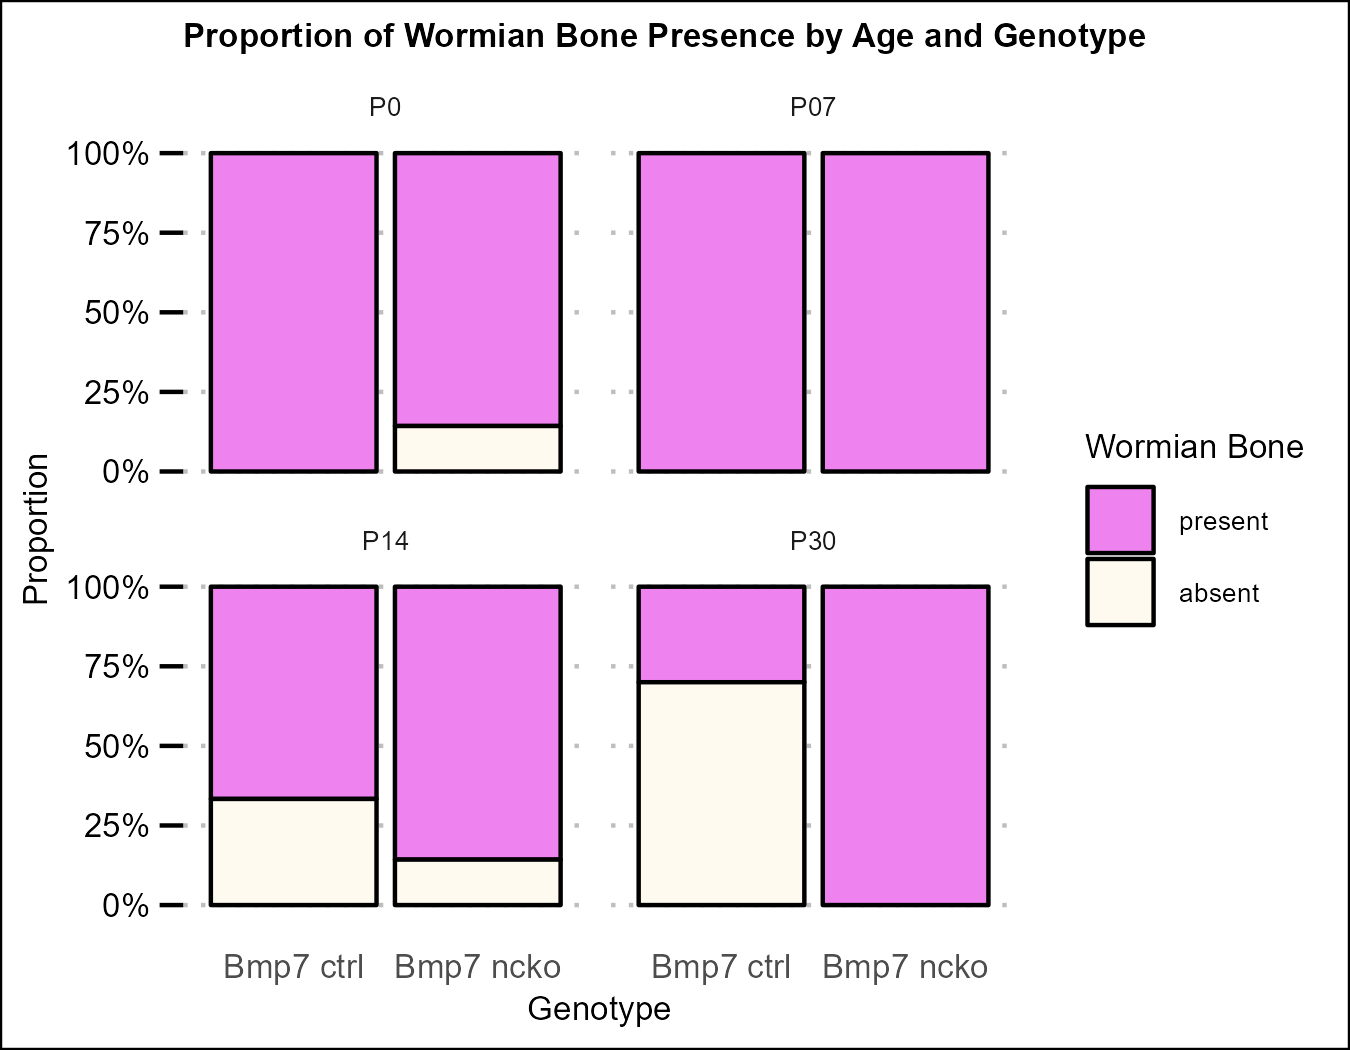 Proportion of Wormian Bone Presence by Age and Genotype
P0
P07
100%
75%
50%
25%
0%
P14
P30
100%
75%
50%
25%
0%
Proportion
Bmp7 ctrl
Bmp7 ncko
Bmp7 ctrl
Bmp7 ncko
Genotype
Wormian Bone
present
absent